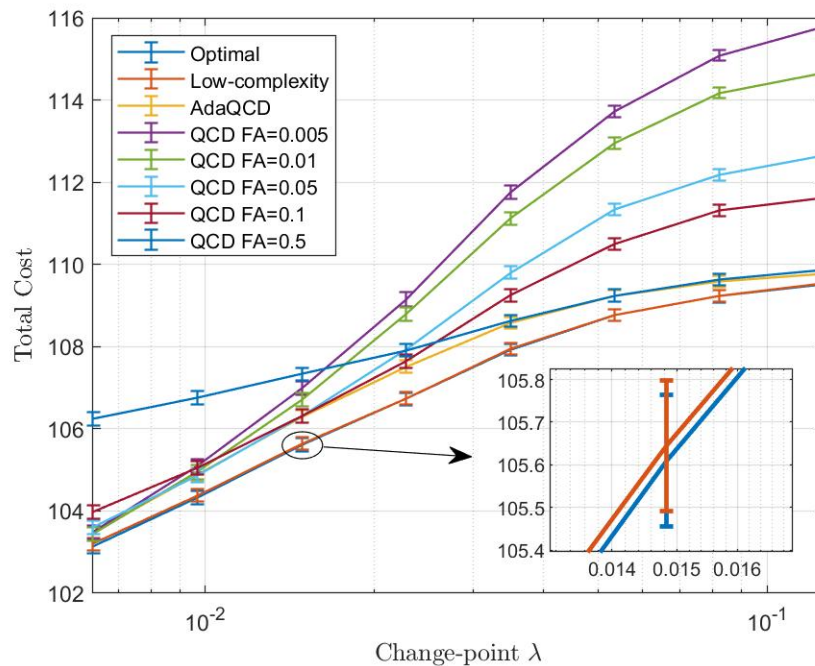 116
114
112
110
108
106
104
102
Total Cost
Optimal
Low-complexity
AdaQCD
QCD FA=0.005
QCD FA=0.01
QCD FA=0.05
QCD FA=0.1
QCD FA=0.5
105.8
105.7
105.6
105.5
105.4
0.014 0.015 0.016
10⁻² 10⁻¹
Change-point λ